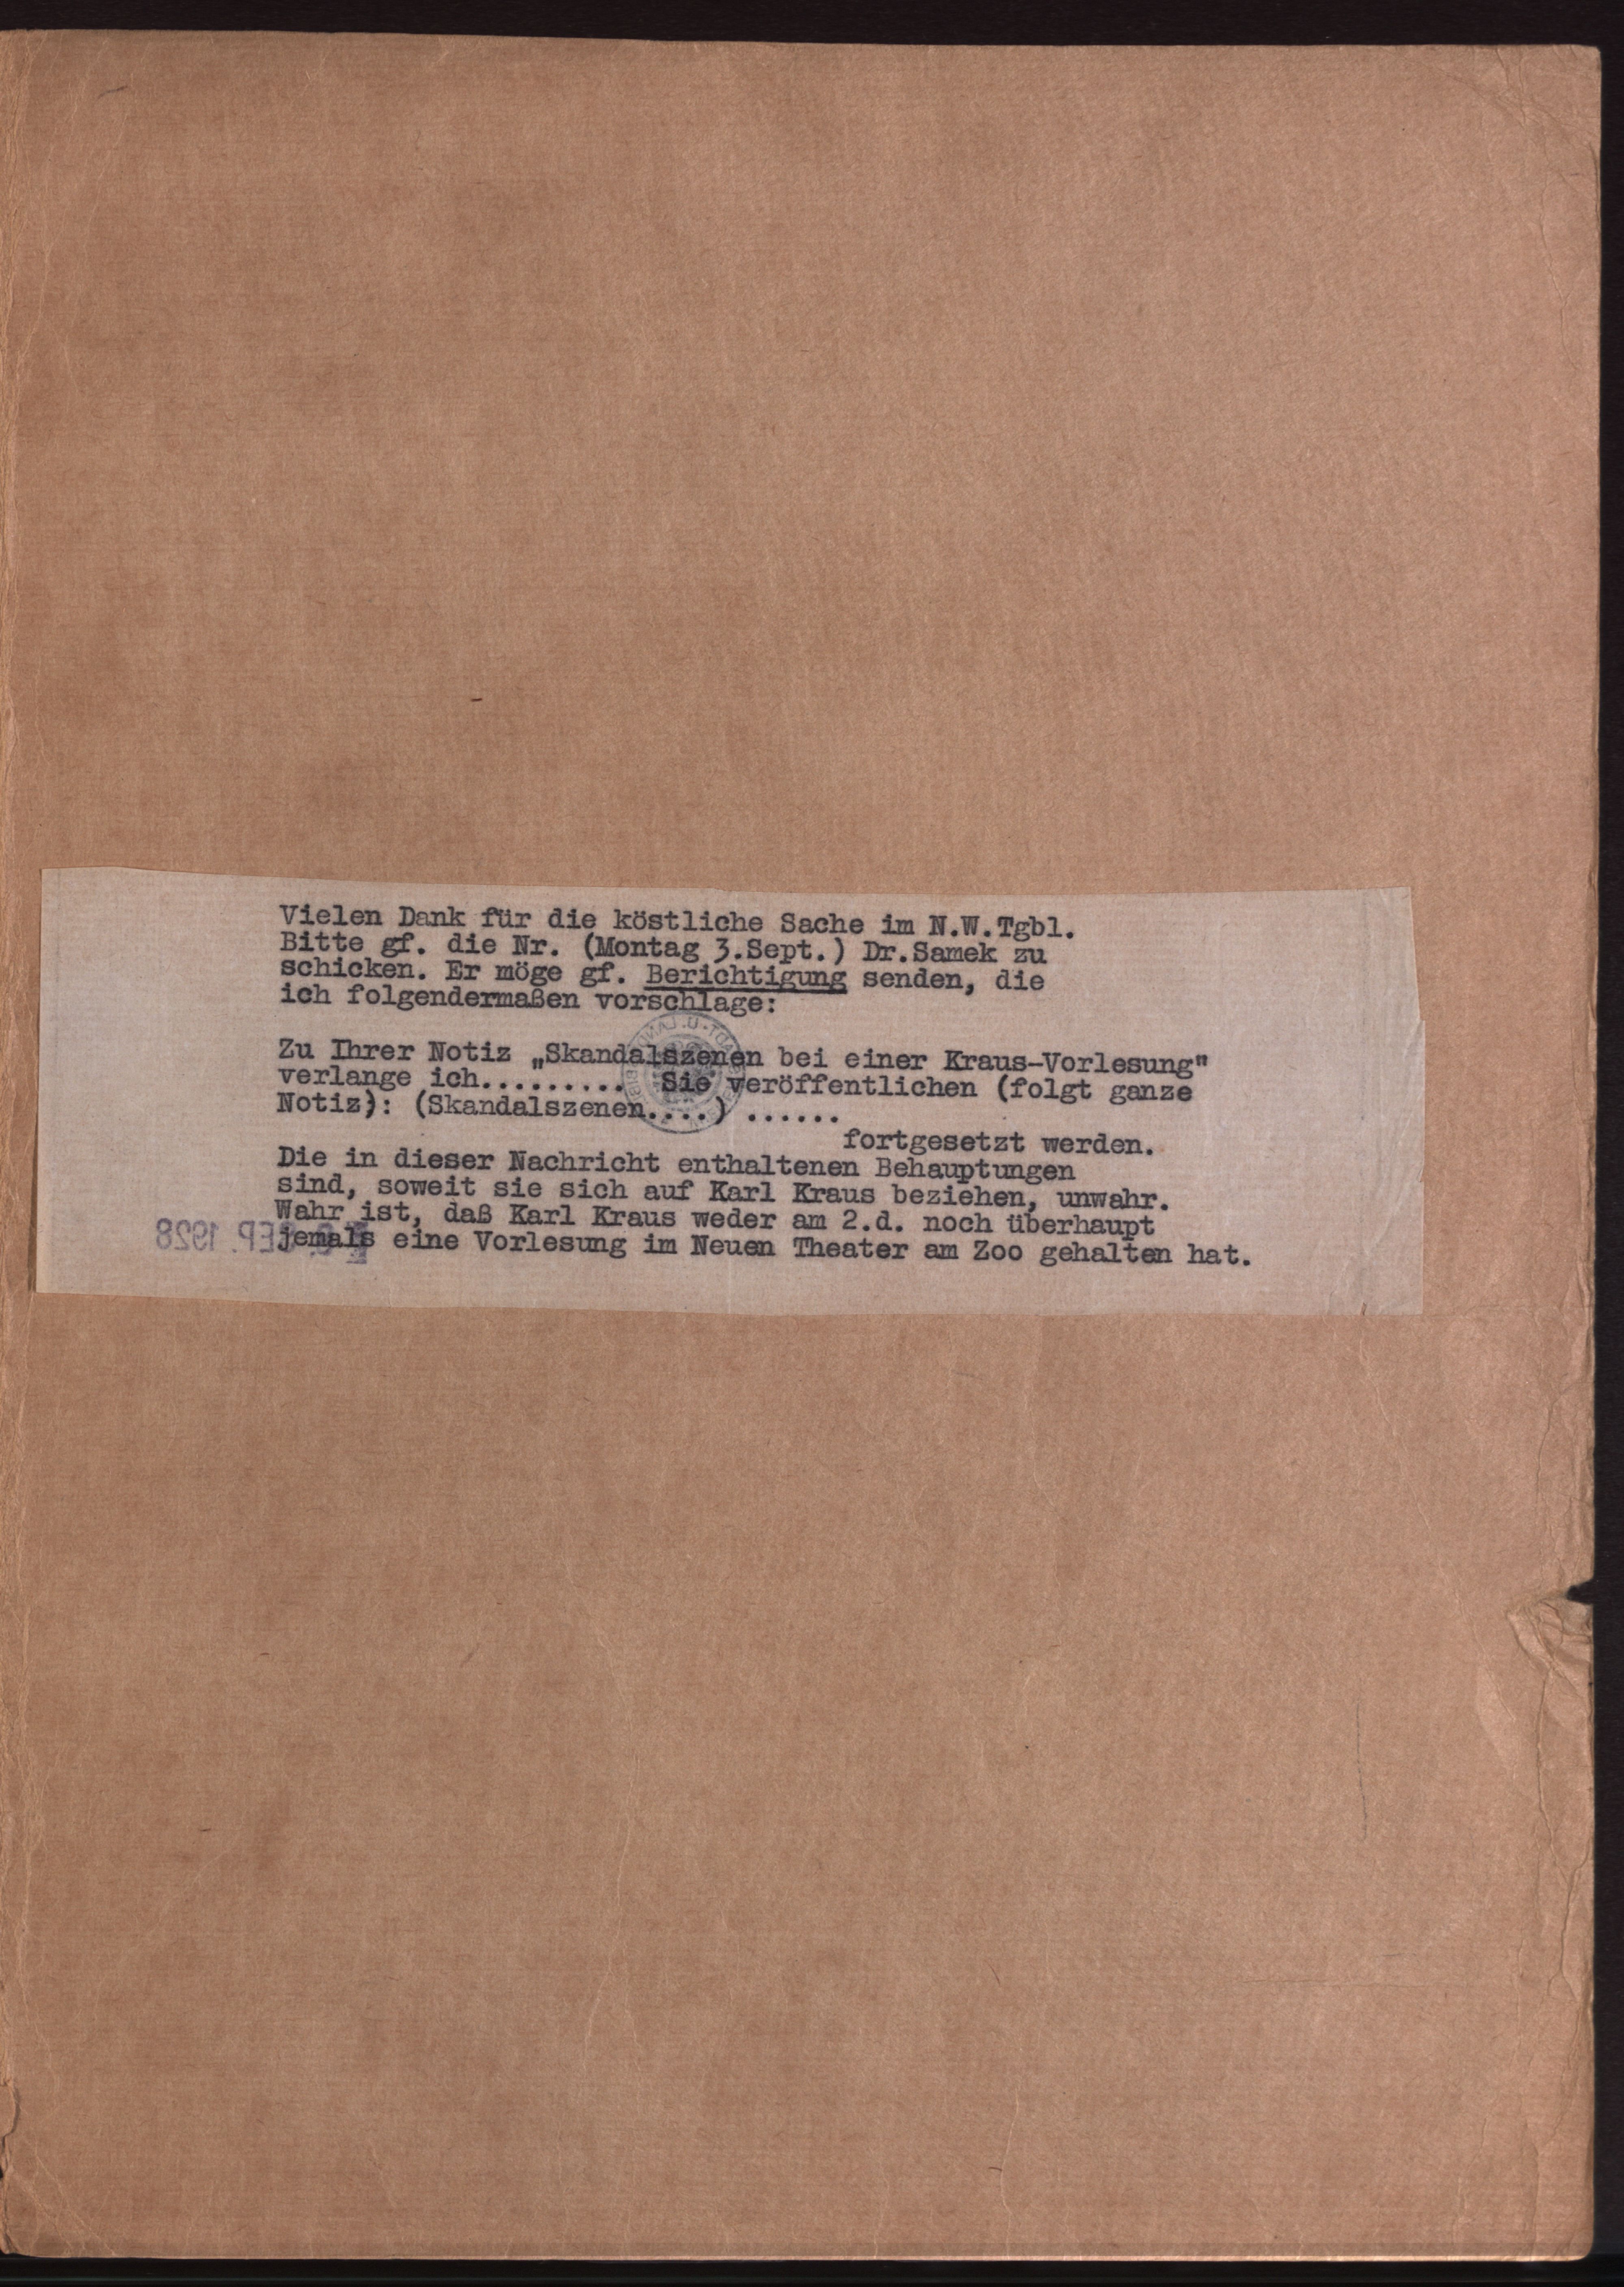 Vielen Dank für die köstliche Sache im N.W.Tgbl.
Bitte gf. die Nr. (Montag 3.Sept.) Dr.Samek zu
schicken. Er möge gf. Berichtigung senden, die
ich folgendermaßen vorschlage:
Zu Ihrer Notiz „Skandalszenen bei einer Kraus-Vorlesung"
verlange ich......... Sie veröffentlichen (folgt ganze
Notiz): (Skandalszenen....) ......
fortgesetzt werden.
Die in dieser Nachricht enthaltenen Behauptungen
sind, soweit sie sich auf Karl Kraus beziehen, unwahr.
Wahr ist, daß Karl Kraus weder am 2.d. noch überhaupt
jemals eine Vorlesung im Neuen Theater am Zoo gehalten hat.
SEP. 1928